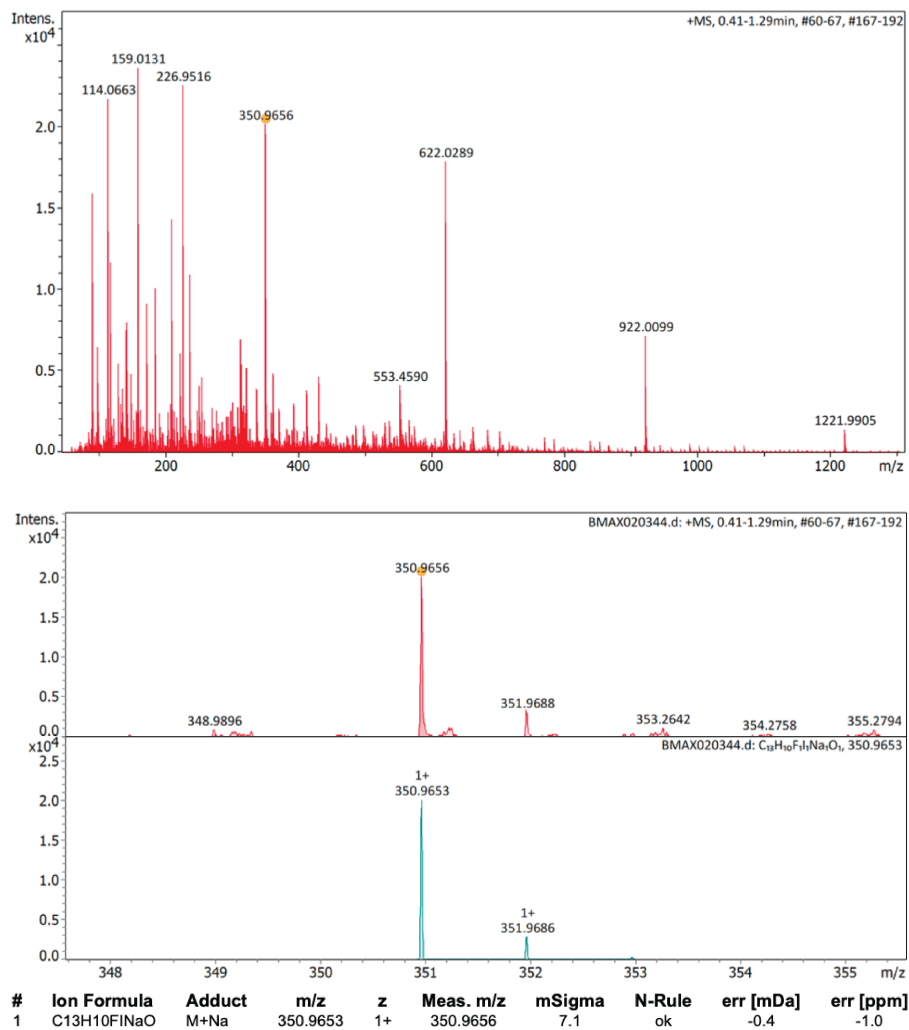 Intens.
x10⁴
+MS, 0.41-1.29min, #60-67, #167-192
159.0131
226.9516
114.0663
350.9656
2.0
622.0289
1.5
1.0
922.0099
0.5
553.4590
1221.9905
0.0
200 400 600 800 1000 1200 m/z
Intens.
x10⁴
BMAX020344.d: +MS, 0.41-1.29min, #60-67, #167-192
350.9656
2.0
1.5
1.0
0.5
351.9688
348.9896 353.2642 354.2758 355.2794
0.0
x10⁴
BMAX020344.d: C₁₃H₁₀F₁I₁Na₁O₁, 350.9653
2.5
1+
350.9653
2.0
1.5
1.0
1+
351.9686
0.5
0.0
348 349 350 351 352 353 354 355 m/z
# Ion Formula Adduct m/z z Meas. m/z mSigma N-Rule err [mDa] err [ppm]
1 C13H10FINaO M+Na 350.9653 1+ 350.9656 7.1 ok -0.4 -1.0